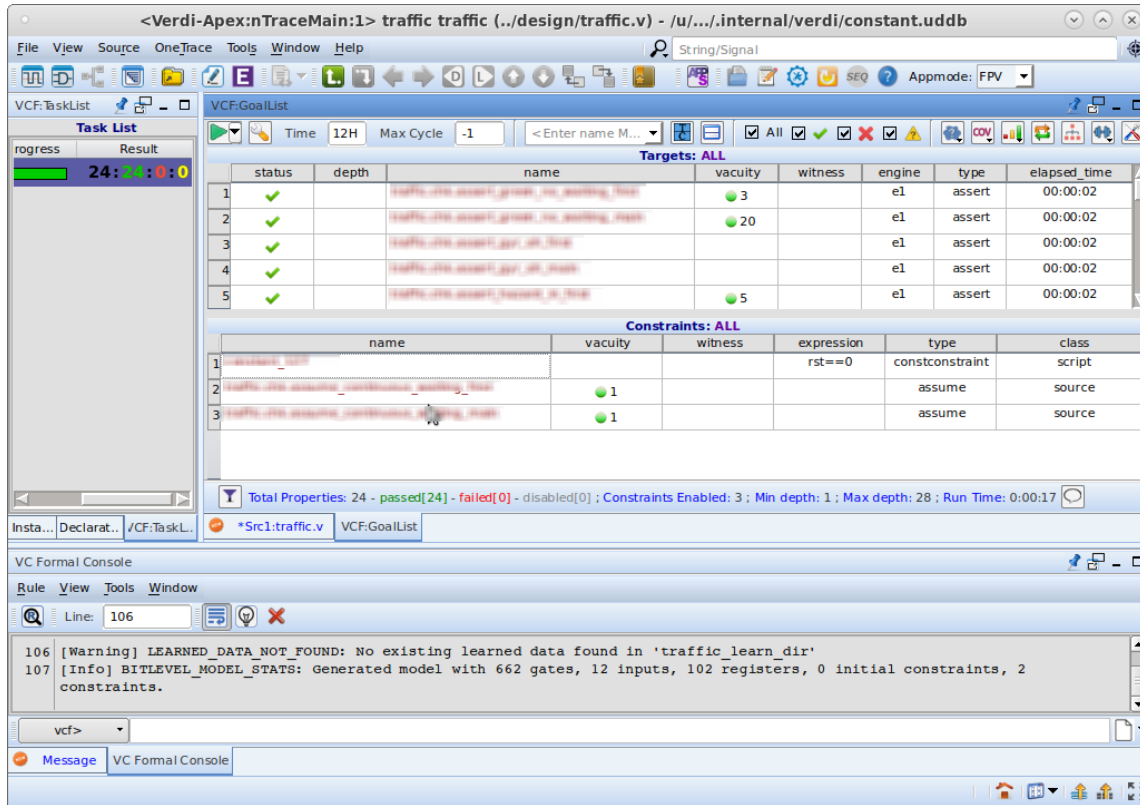 <Verdi-Apex:nTraceMain:1> traffic traffic (../design/traffic.v) - /u/.../.internal/verdi/constant.uddb
File View Source OneTrace Tools Window Help
String/Signal
SEQ ? Appmode: FPV
VCF:TaskList
VCF:GoalList
Task List
Time 12H Max Cycle -1 <Enter name M... All
COV
rogress Result
24:24:0:0
Targets: ALL
status depth name vacuity witness engine type elapsed_time
1 3 e1 assert 00:00:02
2 20 e1 assert 00:00:02
3 e1 assert 00:00:02
4 e1 assert 00:00:02
5 5 e1 assert 00:00:02
Constraints: ALL
name vacuity witness expression type class
1 rst==0 constconstraint script
2 1 assume source
3 1 assume source
Total Properties: 24 - passed[24] - failed[0] - disabled[0] ; Constraints Enabled: 3 ; Min depth: 1 ; Max depth: 28 ; Run Time: 0:00:17
Insta... Declarat.. VCF:TaskL..
*Src1:traffic.v VCF:GoalList
VC Formal Console
Rule View Tools Window
Line: 106
106 [Warning] LEARNED_DATA_NOT_FOUND: No existing learned data found in 'traffic_learn_dir'
107 [Info] BITLEVEL_MODEL_STATS: Generated model with 662 gates, 12 inputs, 102 registers, 0 initial constraints, 2
constraints.
vcf>
Message VC Formal Console